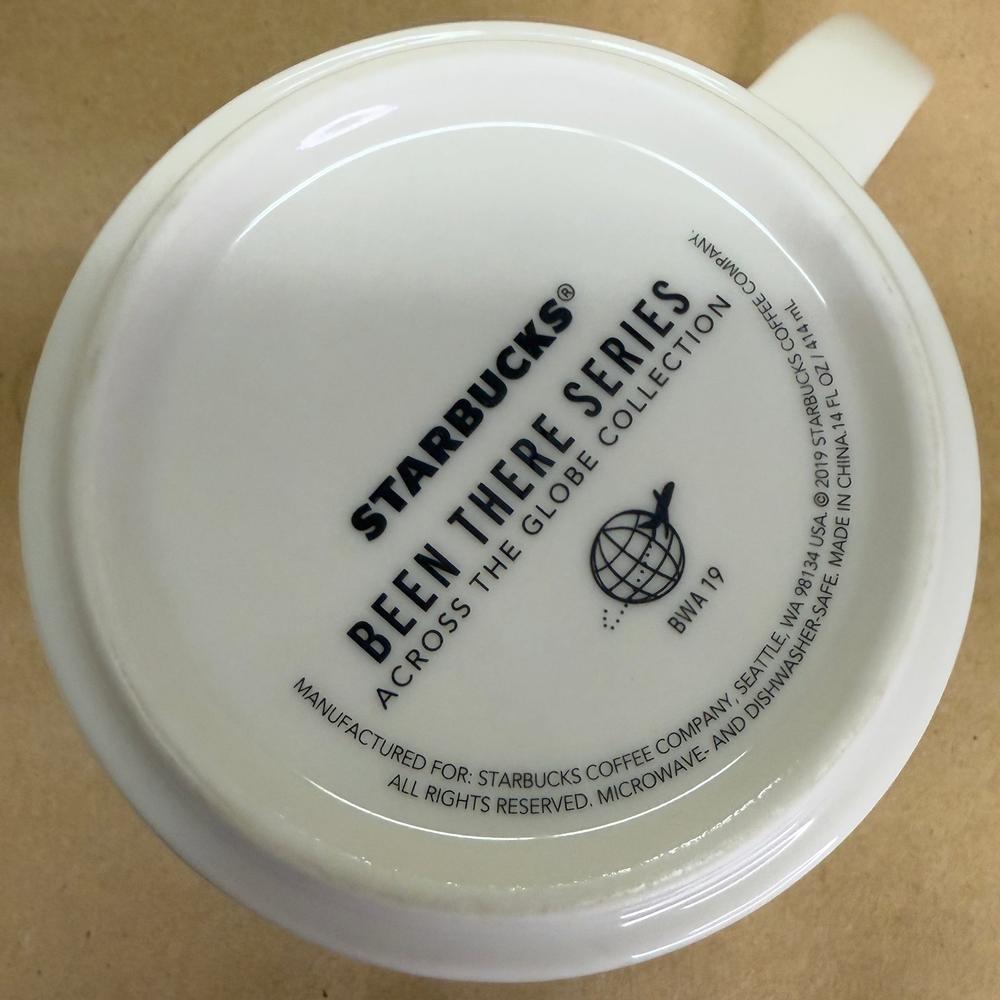 STARBUCKS®
BEEN THERE SERIES
ACROSS THE GLOBE COLLECTION
BWA 19
MANUFACTURED FOR: STARBUCKS COFFEE COMPANY, SEATTLE, WA 98134 USA. © 2019 STARBUCKS COFFEE COMPANY.
ALL RIGHTS RESERVED. MICROWAVE- AND DISHWASHER-SAFE. MADE IN CHINA.14 FL OZ / 414 mL